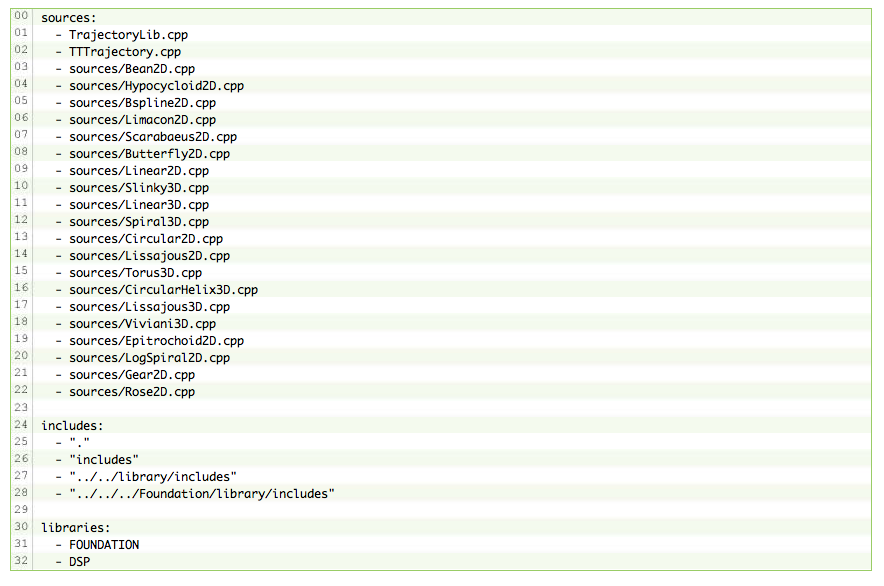 00 sources:
01   - TrajectoryLib.cpp
02   - TTTrajectory.cpp
03   - sources/Bean2D.cpp
04   - sources/Hypocycloid2D.cpp
05   - sources/Bspline2D.cpp
06   - sources/Limacon2D.cpp
07   - sources/Scarabaeus2D.cpp
08   - sources/Butterfly2D.cpp
09   - sources/Linear2D.cpp
10   - sources/Slinky3D.cpp
11   - sources/Linear3D.cpp
12   - sources/Spiral3D.cpp
13   - sources/Circular2D.cpp
14   - sources/Lissajous2D.cpp
15   - sources/Torus3D.cpp
16   - sources/CircularHelix3D.cpp
17   - sources/Lissajous3D.cpp
18   - sources/Viviani3D.cpp
19   - sources/Epitrochoid2D.cpp
20   - sources/LogSpiral2D.cpp
21   - sources/Gear2D.cpp
22   - sources/Rose2D.cpp
23
24 includes:
25   - "."
26   - "includes"
27   - "../../library/includes"
28   - "../../../Foundation/library/includes"
29
30 libraries:
31   - FOUNDATION
32   - DSP